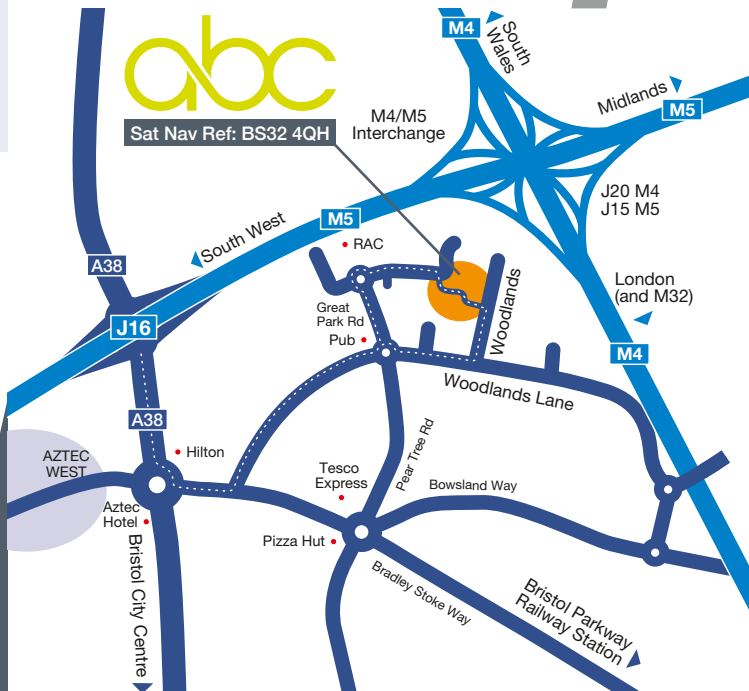 M4
South
Wales
abc
Midlands
M5
M4/M5
Interchange
Sat Nav Ref: BS32 4QH
J20 M4
J15 M5
M5
South West
RAC
A38
London
(and M32)
Woodlands
Great
Park Rd
J16
Pub
M4
Woodlands Lane
A38
Pear Tree Rd
Hilton
AZTEC
WEST
Tesco
Express
Bowsland Way
Aztec
Hotel
Pizza Hut
Bristol City Centre
Bradley Stoke Way
Bristol Parkway
Railway Station